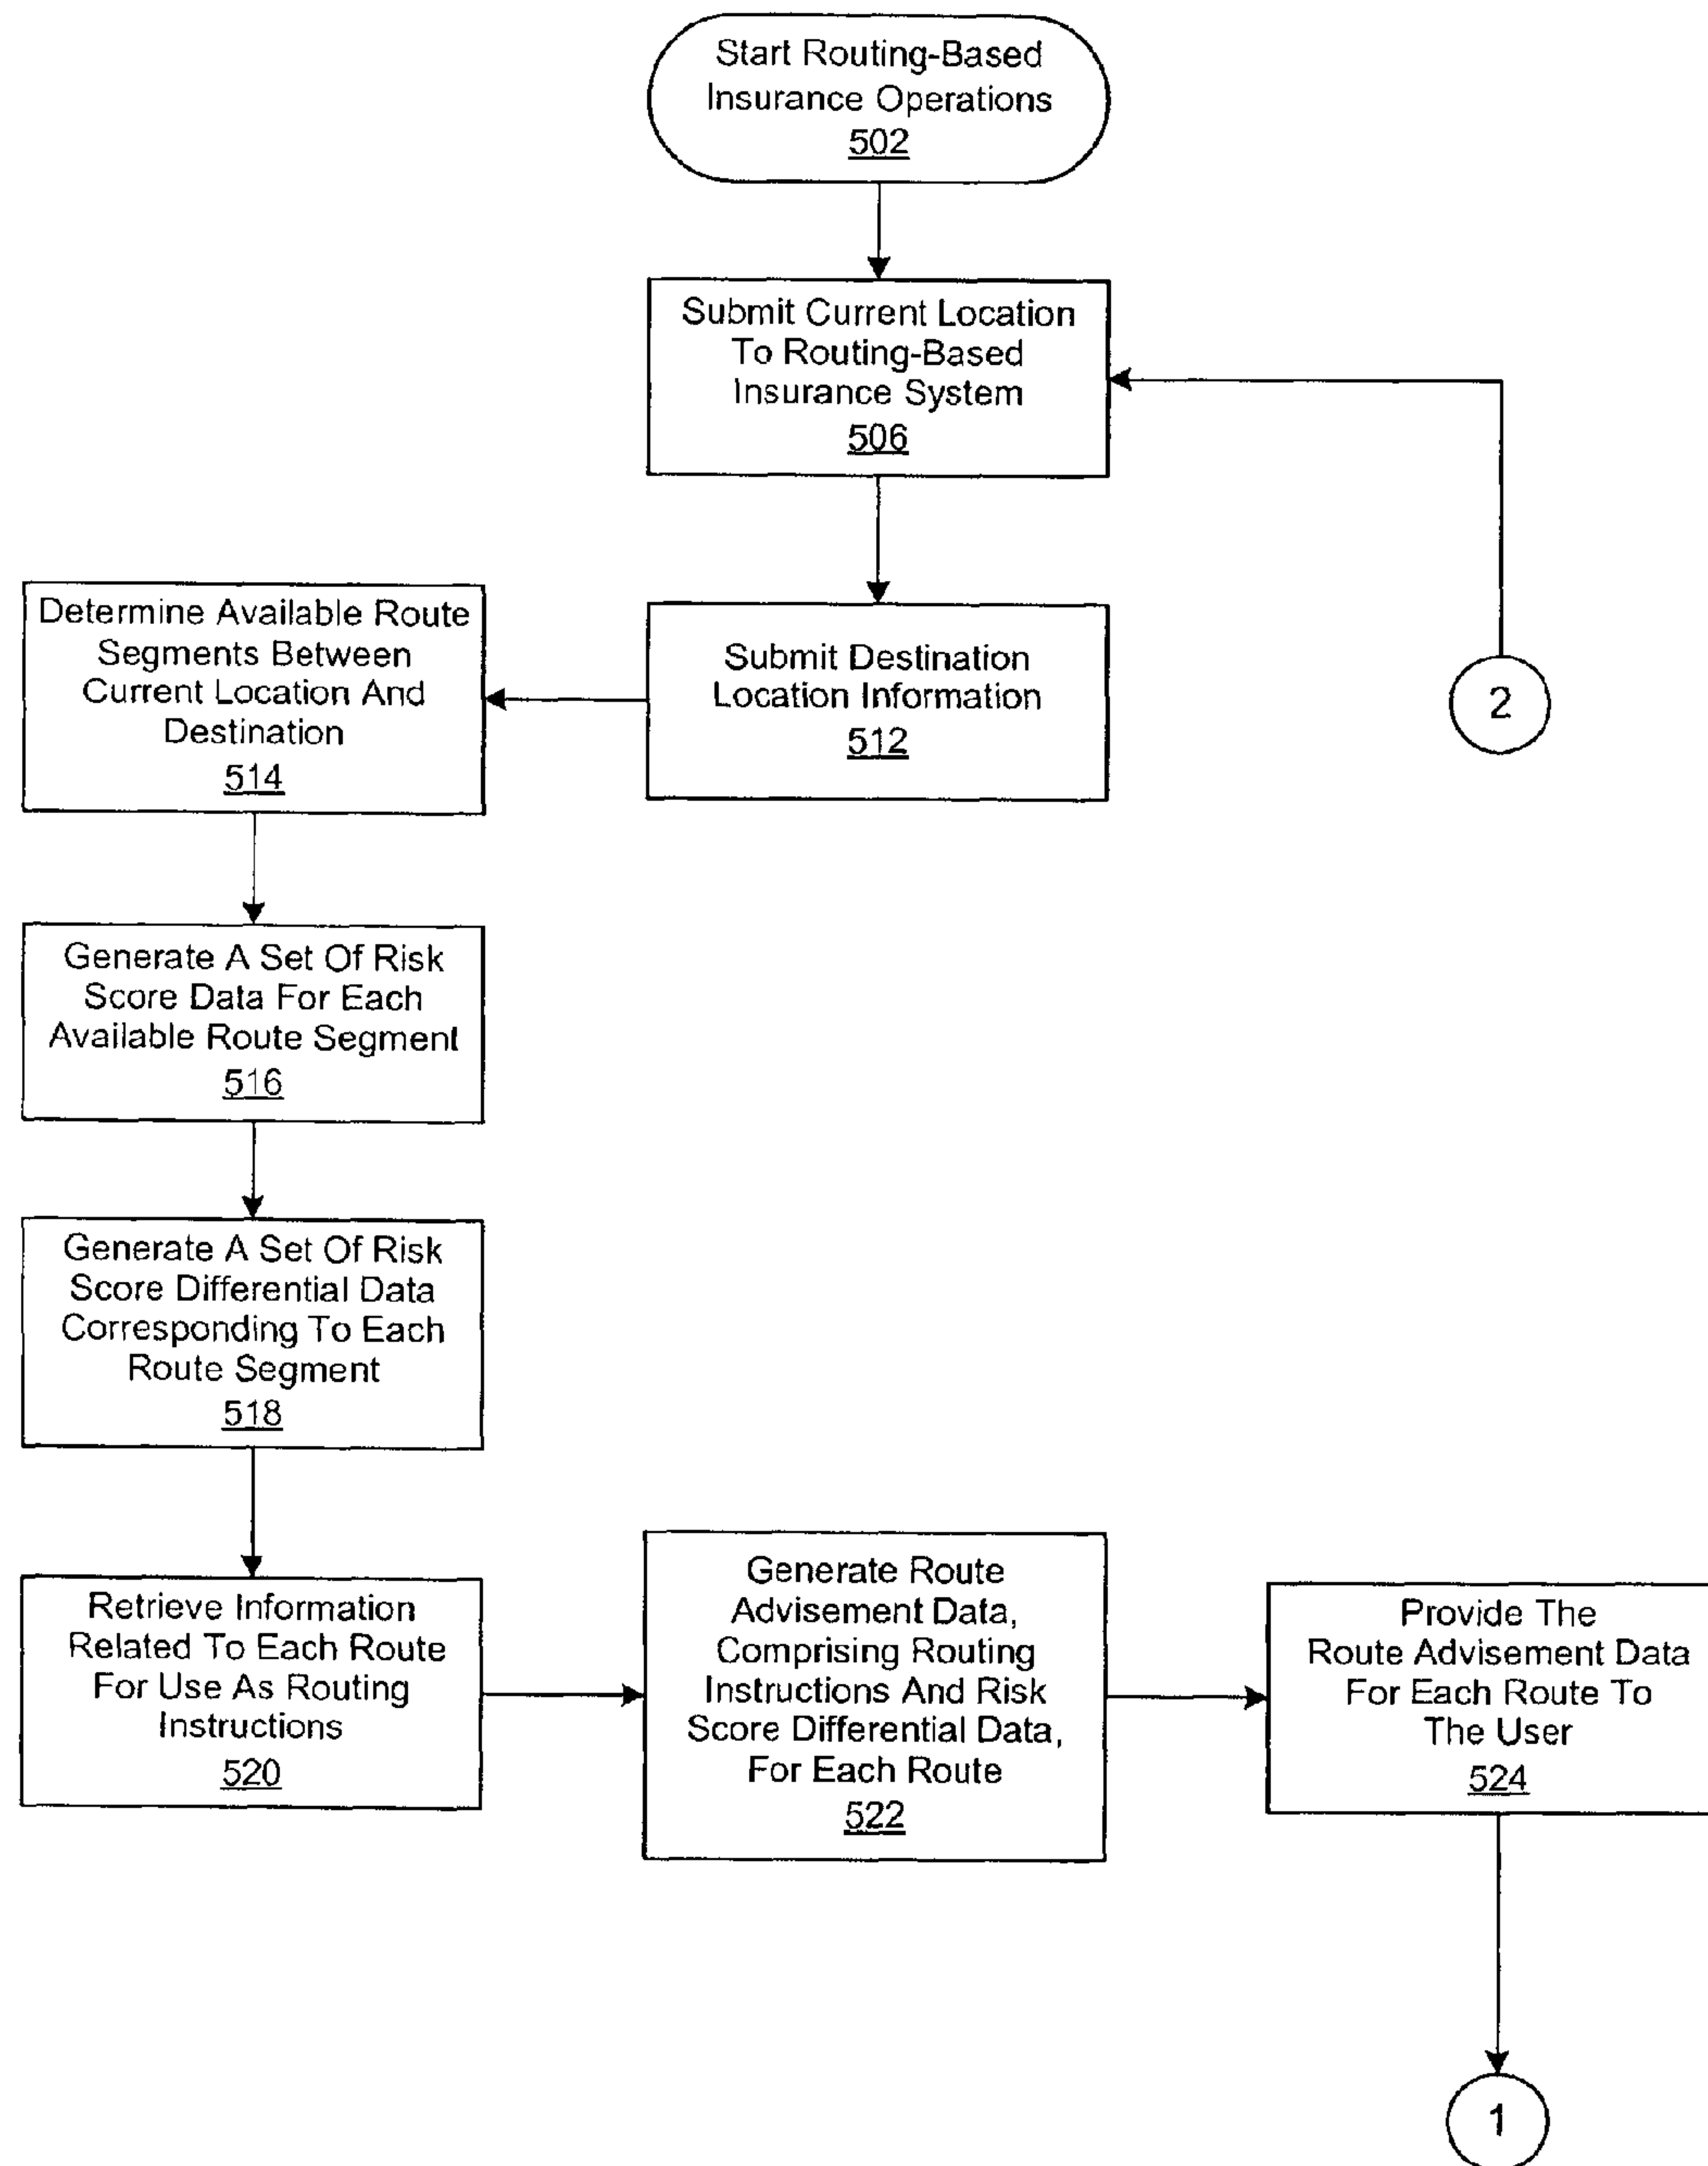 Start Routing-Based
Insurance Operations
502
Submit Current Location
To Routing-Based
Insurance System
506
Submit Destination
Location Information
512
2
Determine Available Route
Segments Between
Current Location And
Destination
514
Generate A Set Of Risk
Score Data For Each
Available Route Segment
516
Generate A Set Of Risk
Score Differential Data
Corresponding To Each
Route Segment
518
Retrieve Information
Related To Each Route
For Use As Routing
Instructions
520
Generate Route
Advisement Data,
Comprising Routing
Instructions And Risk
Score Differential Data,
For Each Route
522
Provide The
Route Advisement Data
For Each Route To
The User
524
1